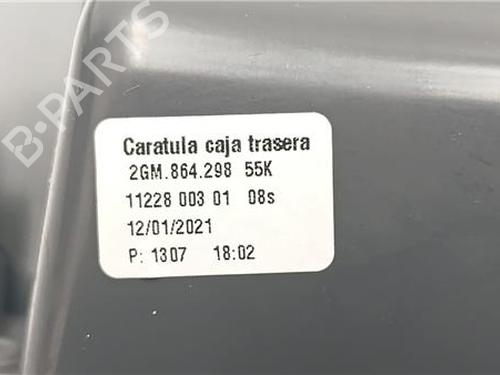 B-PARTS
Caratula caja trasera
2GM.864.298 55K
11228 003 01 08s
12/01/2021
P: 1307 18:02